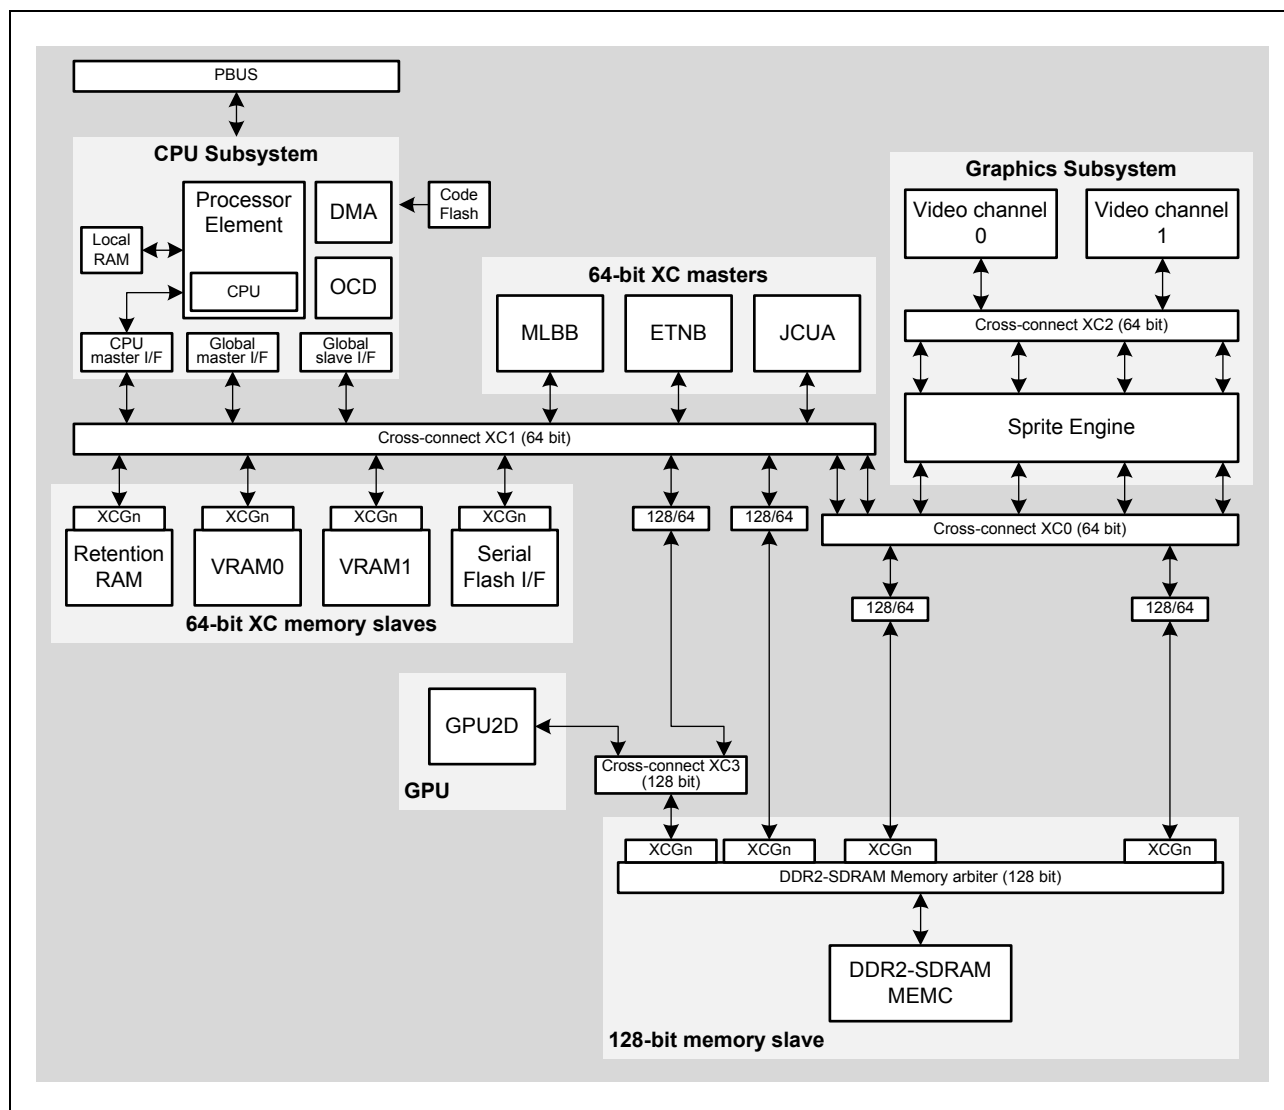 PBUS
CPU Subsystem
Processor
Element
CPU
DMA
OCD
Code
Flash
Local
RAM
CPU
master I/F
Global
master I/F
Global
slave I/F
64-bit XC masters
MLBB
ETNB
JCUA
Graphics Subsystem
Video channel
0
Video channel
1
Cross-connect XC2 (64 bit)
Sprite Engine
Cross-connect XC1 (64 bit)
Cross-connect XC0 (64 bit)
XCGn
Retention
RAM
XCGn
VRAM0
XCGn
VRAM1
XCGn
Serial
Flash I/F
64-bit XC memory slaves
128/64
128/64
128/64
128/64
GPU2D
GPU
Cross-connect XC3
(128 bit)
XCGn
XCGn
XCGn
XCGn
DDR2-SDRAM Memory arbiter (128 bit)
DDR2-SDRAM
MEMC
128-bit memory slave